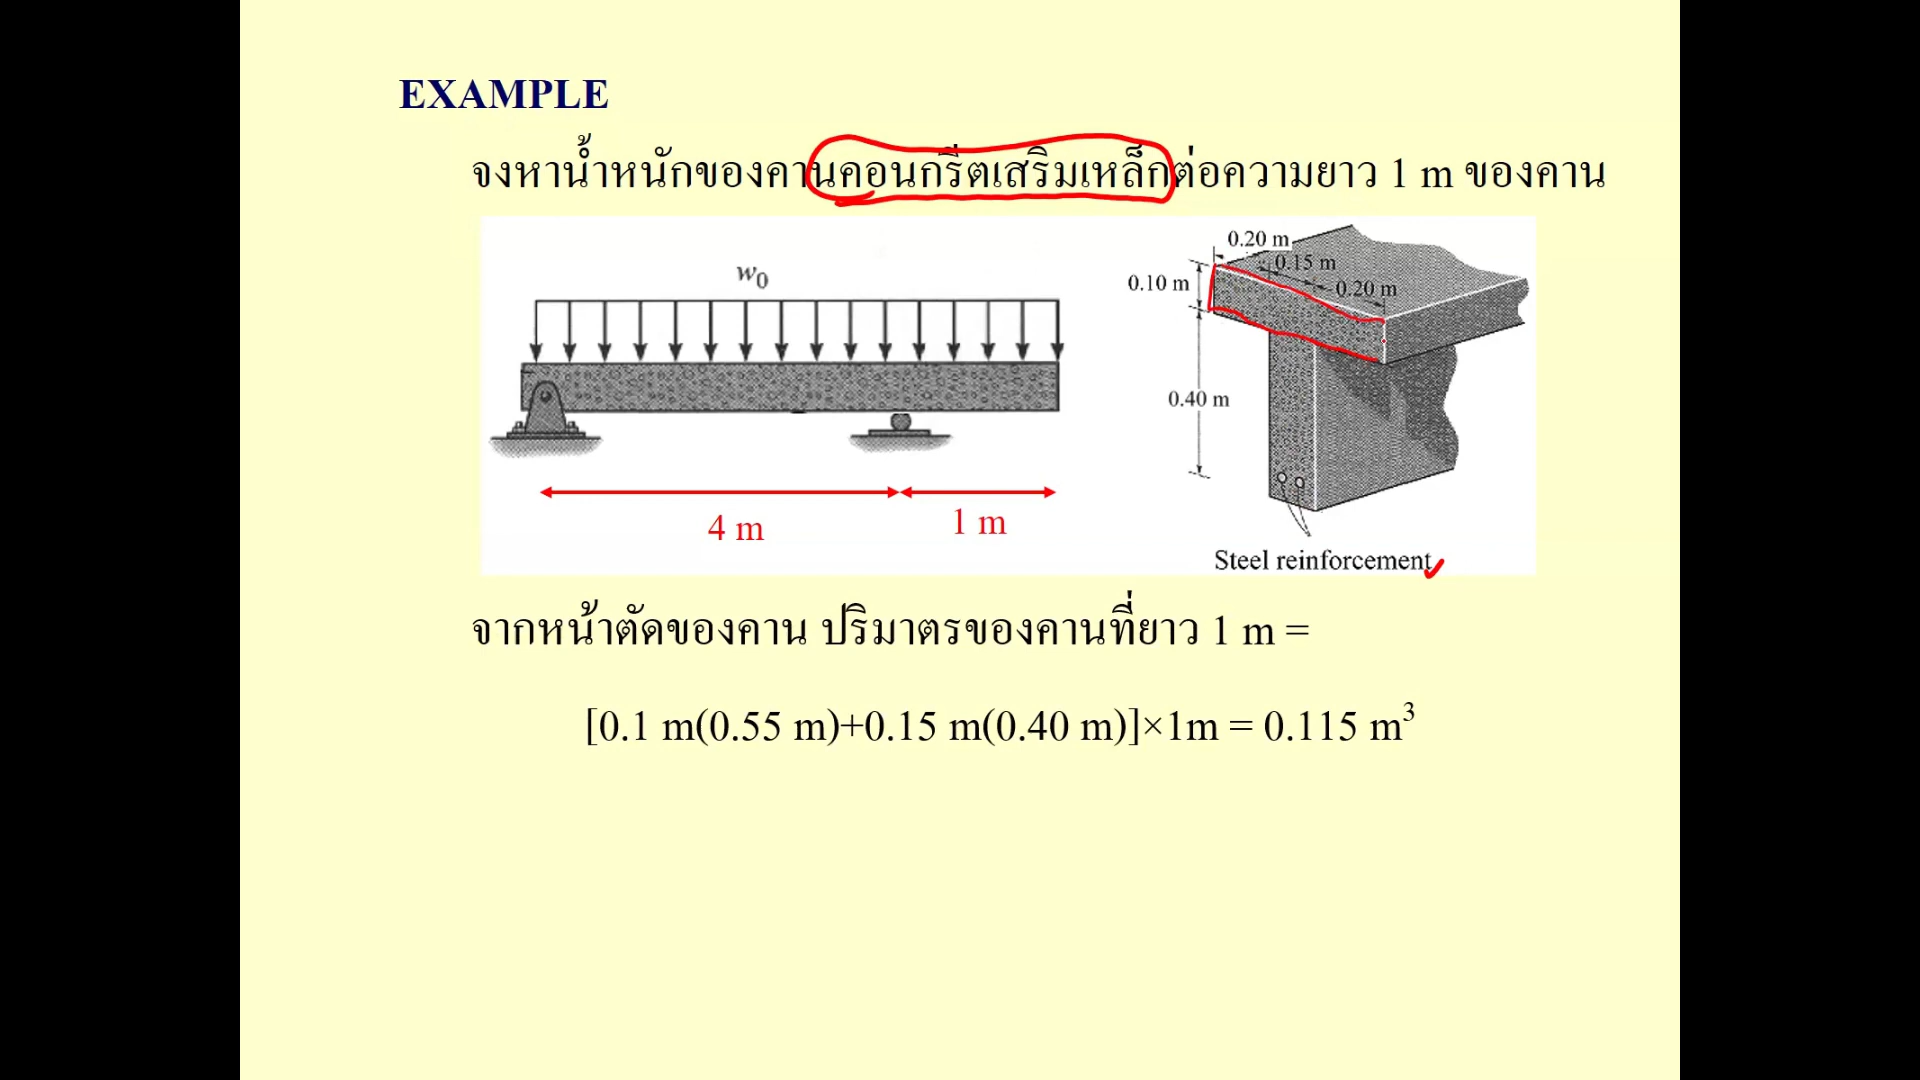 EXAMPLE
จงหาน้ำหนักของคานคอนกรีตเสริมเหล็กต่อความยาว 1 m ของคาน
w0
4 m
1 m
0.20 m
0.15 m
0.20 m
0.10 m
0.40 m
Steel reinforcement
จากหน้าตัดของคาน ปริมาตรของคานที่ยาว 1 m =
[0.1 m(0.55 m)+0.15 m(0.40 m)]×1m = 0.115 m³